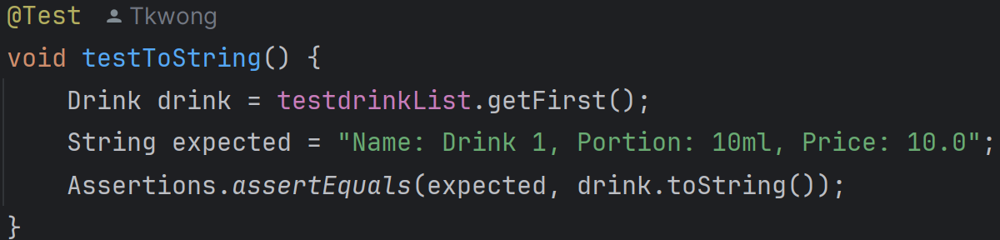 @Test Tkwong
void testToString() {
    Drink drink = testdrinkList.getFirst();
    String expected = "Name: Drink 1, Portion: 10ml, Price: 10.0";
    Assertions.assertEquals(expected, drink.toString());
}